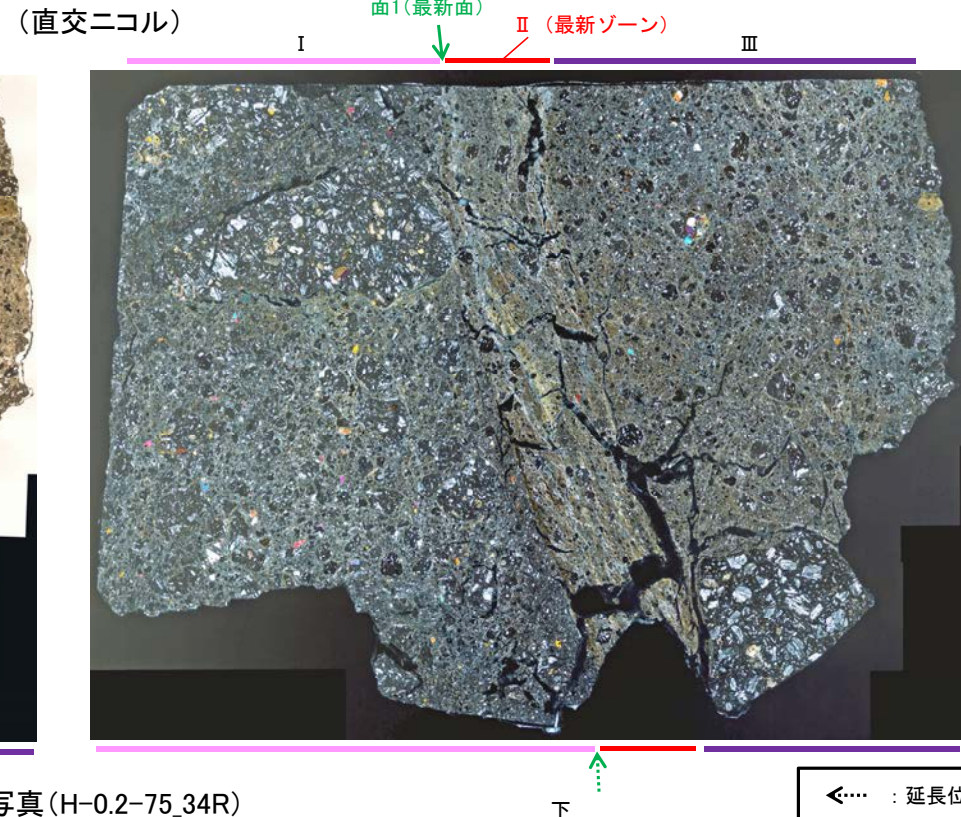 (直交ニコル)
面1(最新面)
Ⅱ (最新ゾーン)
Ⅰ
Ⅲ
写真(H-0.2-75_34R)
下
:延長位